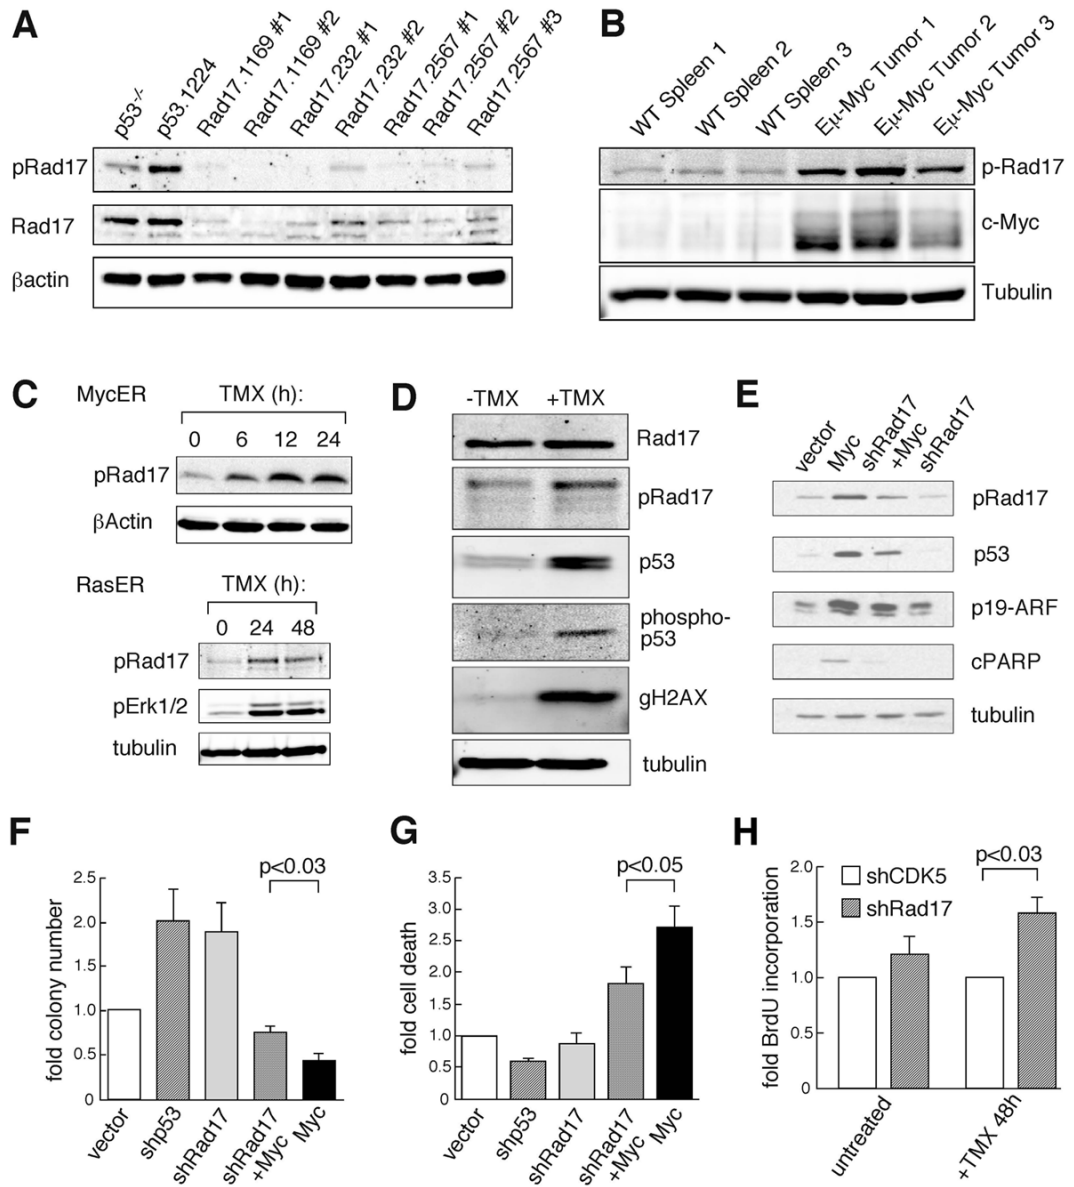 A
p53-/-
p53.1224
Rad17.1169 #1
Rad17.1169 #2
Rad17.232 #1
Rad17.232 #2
Rad17.2567 #1
Rad17.2567 #2
Rad17.2567 #3
pRad17
Rad17
βactin
B
WT Spleen 1
WT Spleen 2
WT Spleen 3
Eμ-Myc Tumor 1
Eμ-Myc Tumor 2
Eμ-Myc Tumor 3
p-Rad17
c-Myc
Tubulin
C
MycER
TMX (h):
0 6 12 24
pRad17
βActin
RasER
TMX (h):
0 24 48
pRad17
pErk1/2
tubulin
D
-TMX +TMX
Rad17
pRad17
p53
phospho-
p53
gH2AX
tubulin
E
vector
Myc
shRad17
+Myc
shRad17
pRad17
p53
p19-ARF
cPARP
tubulin
F
p<0.03
fold colony number
2.5
2.0
1.5
1.0
0.5
0
vector
shp53
shRad17
shRad17
+Myc
Myc
G
p<0.05
fold cell death
3.5
3.0
2.5
2.0
1.5
1.0
0.5
0
vector
shp53
shRad17
shRad17
+Myc
Myc
H
p<0.03
shCDK5
shRad17
fold BrdU incorporation
2.0
1.5
1.0
0.5
0
untreated
+TMX 48h